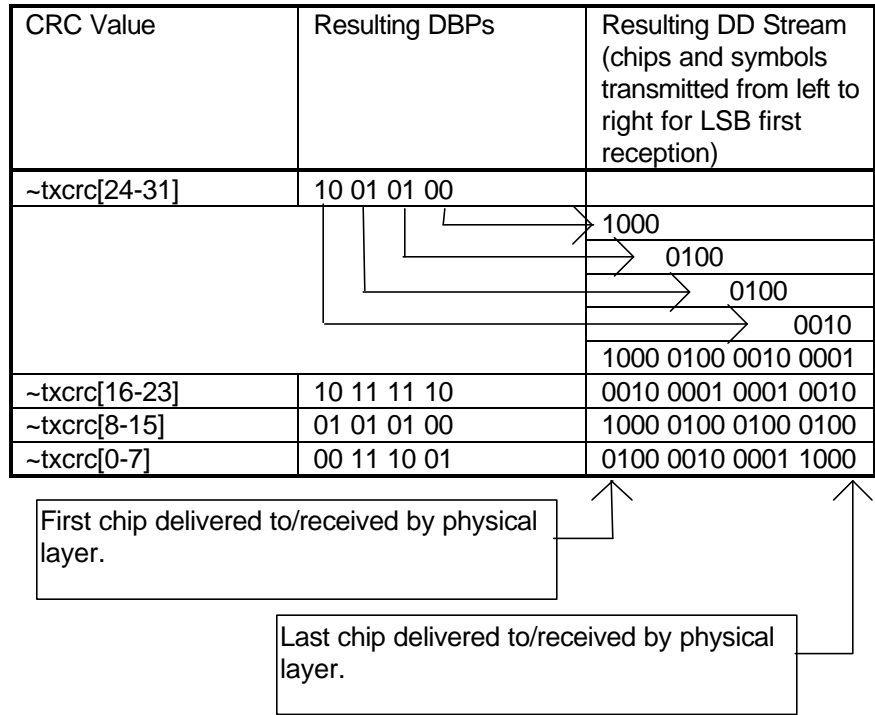 CRC Value
Resulting DBPs
Resulting DD Stream
(chips and symbols
transmitted from left to
right for LSB first
reception)
~txcrc[24-31]
10 01 01 00
1000
0100
0100
0010
1000 0100 0010 0001
~txcrc[16-23]
10 11 11 10
0010 0001 0001 0010
~txcrc[8-15]
01 01 01 00
1000 0100 0100 0100
~txcrc[0-7]
00 11 10 01
0100 0010 0001 1000
First chip delivered to/received by physical
layer.
Last chip delivered to/received by physical
layer.